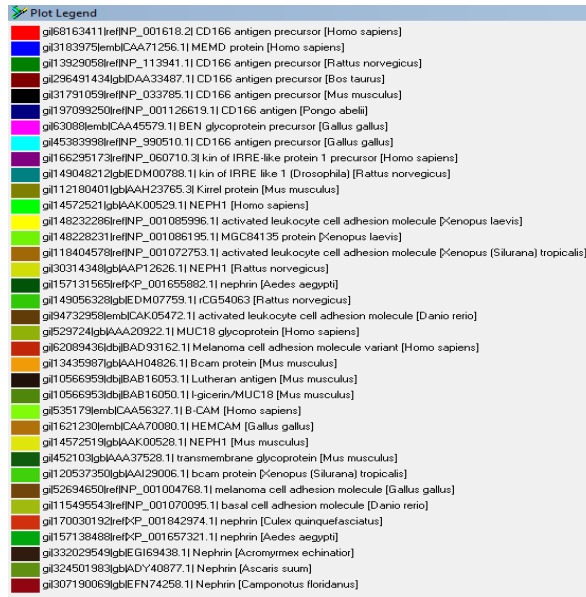 Plot Legend
gi|68163411|ref|NP_001618.2| CD166 antigen precursor [Homo sapiens]
gi|3183975|emb|CAA71256.1| MEMD protein [Homo sapiens]
gi|13929058|ref|NP_113941.1| CD166 antigen precursor [Rattus norvegicus]
gi|296491434|gb|DAA33487.1| CD166 antigen precursor [Bos taurus]
gi|31791059|ref|NP_033785.1| CD166 antigen precursor [Mus musculus]
gi|197099250|ref|NP_001126619.1| CD166 antigen [Pongo abelii]
gi|63088|emb|CAA45579.1| BEN glycoprotein precursor [Gallus gallus]
gi|45383998|ref|NP_990510.1| CD166 antigen precursor [Gallus gallus]
gi|166295173|ref|NP_060710.3| kin of IRRE-like protein 1 precursor [Homo sapiens]
gi|149048212|gb|EDM00788.1| kin of IRRE like 1 (Drosophila) [Rattus norvegicus]
gi|112180401|gb|AAH23765.3| Kirrel protein [Mus musculus]
gi|14572521|gb|AAK00529.1| NEPH1 [Homo sapiens]
gi|148232286|ref|NP_001085996.1| activated leukocyte cell adhesion molecule [Xenopus laevis]
gi|148228231|ref|NP_001086195.1| MGC84135 protein [Xenopus laevis]
gi|118404578|ref|NP_001072753.1| activated leukocyte cell adhesion molecule [Xenopus (Silurana) tropicalis]
gi|30314348|gb|AAP12626.1| NEPH1 [Rattus norvegicus]
gi|157131565|ref|XP_001655882.1| nephrin [Aedes aegypti]
gi|149056328|gb|EDM07759.1| rCG54063 [Rattus norvegicus]
gi|94732958|emb|CAK05472.1| activated leukocyte cell adhesion molecule [Danio rerio]
gi|529724|gb|AAA20922.1| MUC18 glycoprotein [Homo sapiens]
gi|62089436|dbj|BAD93162.1| Melanoma cell adhesion molecule variant [Homo sapiens]
gi|13435987|gb|AAH04826.1| Bcam protein [Mus musculus]
gi|10566959|dbj|BAB16053.1| Lutheran antigen [Mus musculus]
gi|10566953|dbj|BAB16050.1| l-gicerin/MUC18 [Mus musculus]
gi|535179|emb|CAA56327.1| B-CAM [Homo sapiens]
gi|1621230|emb|CAA70080.1| HEMCAM [Gallus gallus]
gi|14572519|gb|AAK00528.1| NEPH1 [Mus musculus]
gi|452103|gb|AAA37528.1| transmembrane glycoprotein [Mus musculus]
gi|120537350|gb|AAI29006.1| bcam protein [Xenopus (Silurana) tropicalis]
gi|52694650|ref|NP_001004768.1| melanoma cell adhesion molecule [Gallus gallus]
gi|115495543|ref|NP_001070095.1| basal cell adhesion molecule [Danio rerio]
gi|170030192|ref|XP_001842974.1| nephrin [Culex quinquefasciatus]
gi|157138488|ref|XP_001657321.1| nephrin [Aedes aegypti]
gi|332029549|gb|EGI69438.1| Nephrin [Acromyrmex echinatior]
gi|324501983|gb|ADY40877.1| Nephrin [Ascaris suum]
gi|307190069|gb|EFN74258.1| Nephrin [Camponotus floridanus]